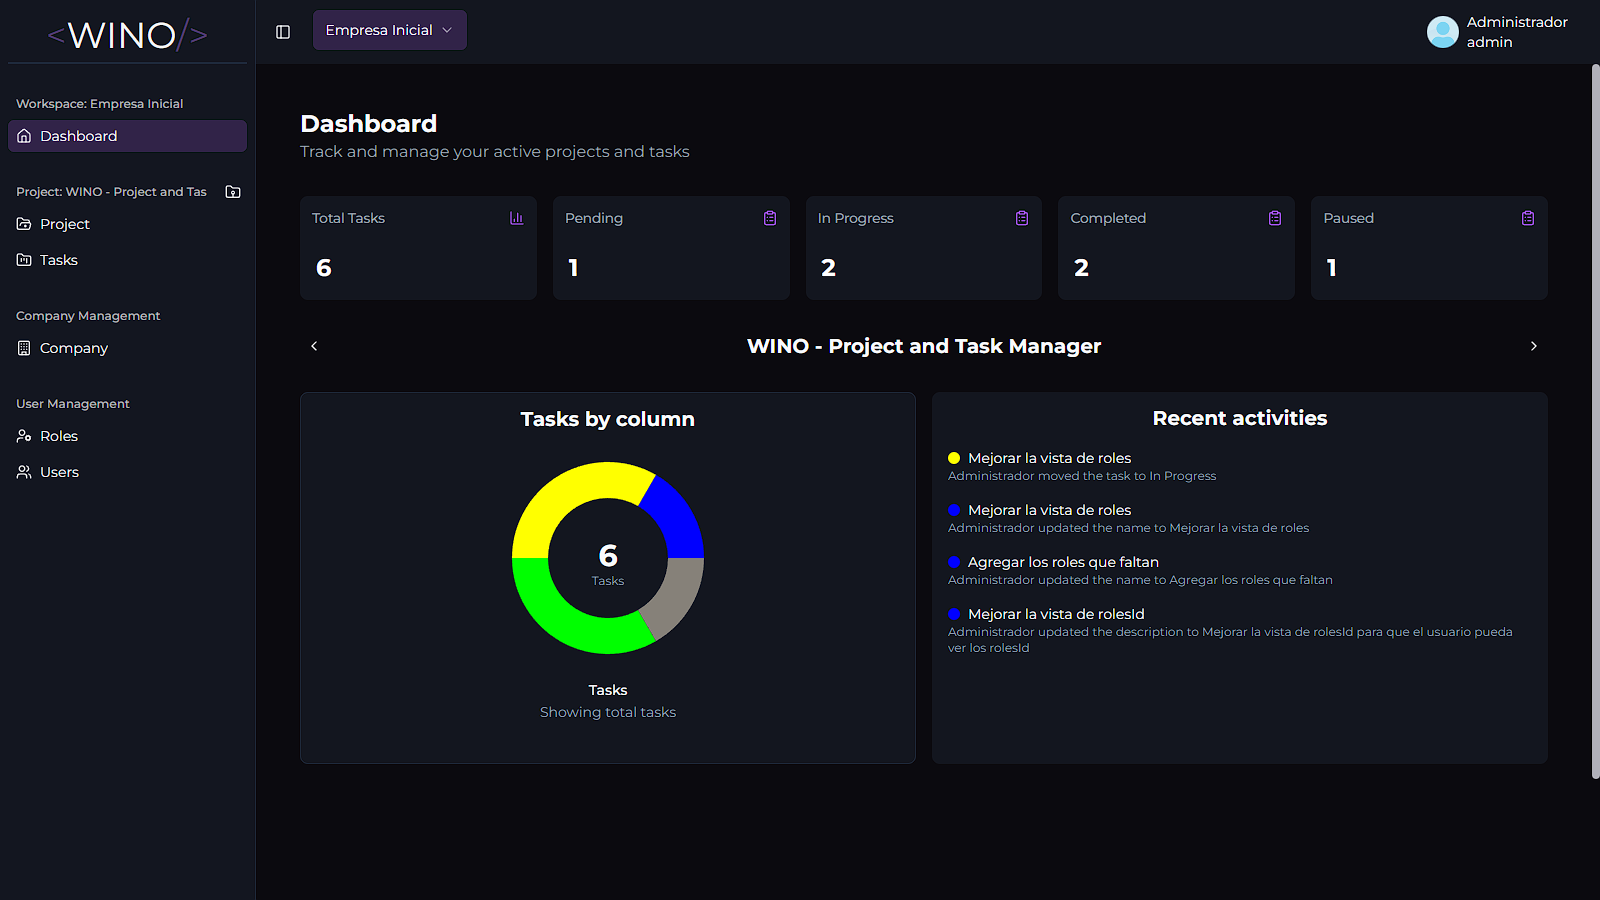 <WINO/>
Empresa Inicial
Administrador
admin
Workspace: Empresa Inicial
Dashboard
Project: WINO - Project and Tas
Project
Tasks
Company Management
Company
User Management
Roles
Users
Dashboard
Track and manage your active projects and tasks
Total Tasks
6
Pending
1
In Progress
2
Completed
2
Paused
1
WINO - Project and Task Manager
Tasks by column
6
Tasks
Tasks
Showing total tasks
Recent activities
Mejorar la vista de roles
Administrador moved the task to In Progress
Mejorar la vista de roles
Administrador updated the name to Mejorar la vista de roles
Agregar los roles que faltan
Administrador updated the name to Agregar los roles que faltan
Mejorar la vista de rolesId
Administrador updated the description to Mejorar la vista de rolesId para que el usuario pueda
ver los rolesId